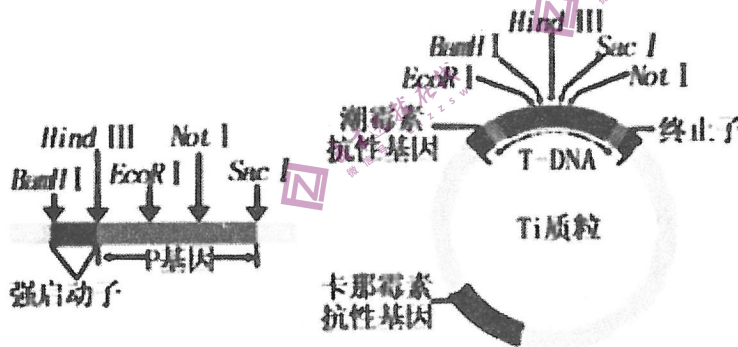 Hind III Not I
BamH I EcoR I Sac I
P基因
强启动子
Hind III
BamH I Sac I
EcoR I Not I
潮霉素
抗性基因
终止子
T-DNA
Ti质粒
卡那霉素
抗性基因